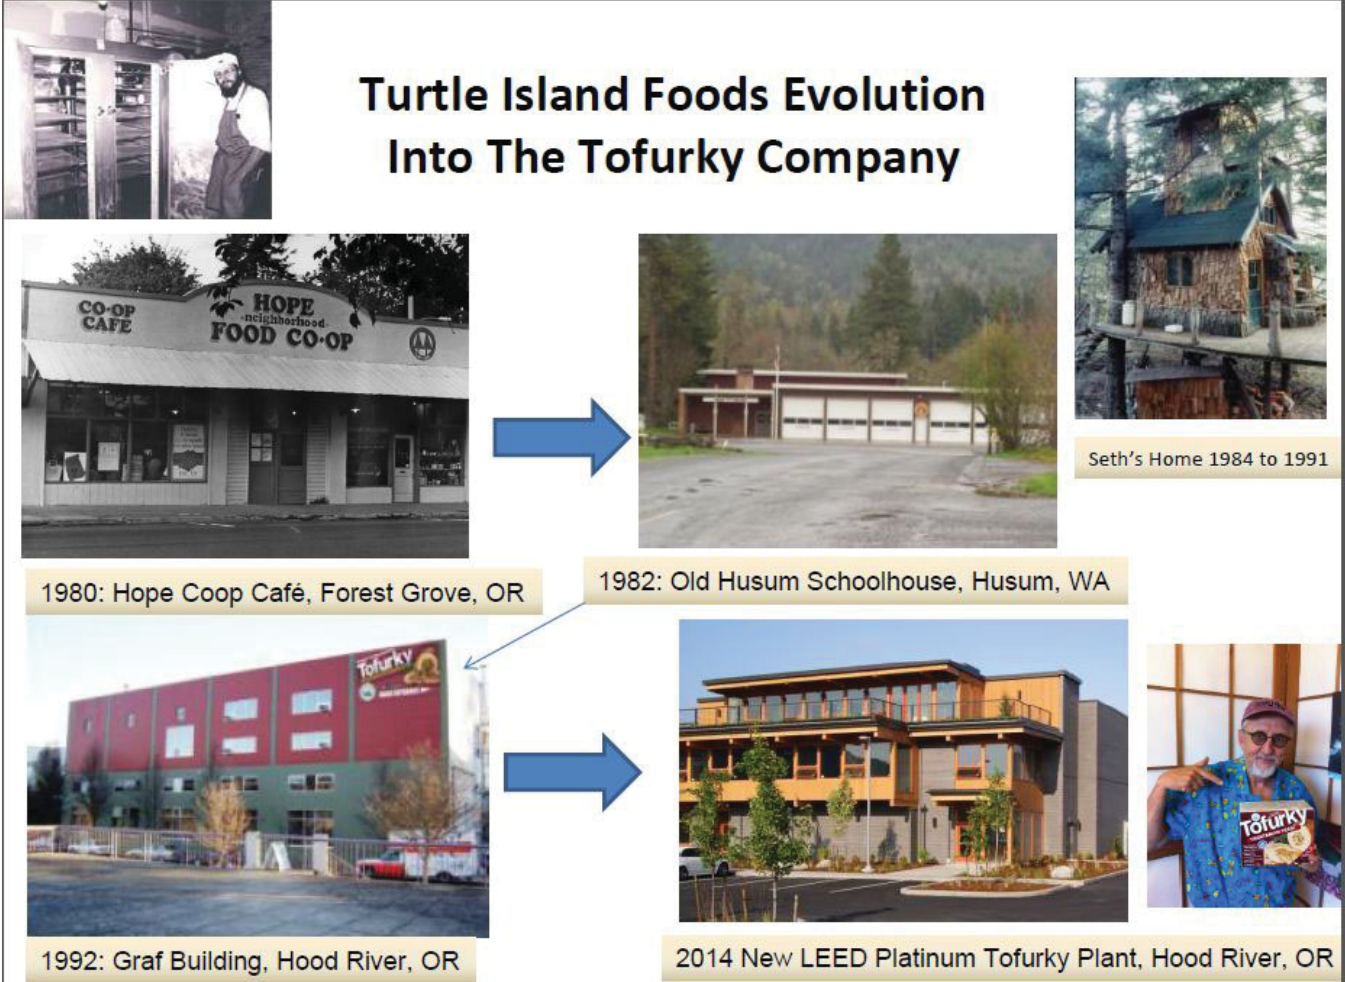 Turtle Island Foods Evolution
Into The Tofurky Company
CO-OP
CAFE
HOPE
-neighborhood-
FOOD CO-OP
Seth's Home 1984 to 1991
1980: Hope Coop Café, Forest Grove, OR
1982: Old Husum Schoolhouse, Husum, WA
Tofurky
Tofurky
1992: Graf Building, Hood River, OR
2014 New LEED Platinum Tofurky Plant, Hood River, OR